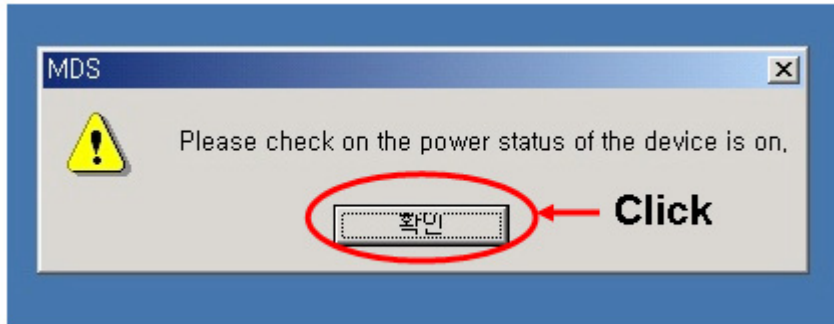 MDS
Please check on the power status of the device is on,
확인
Click